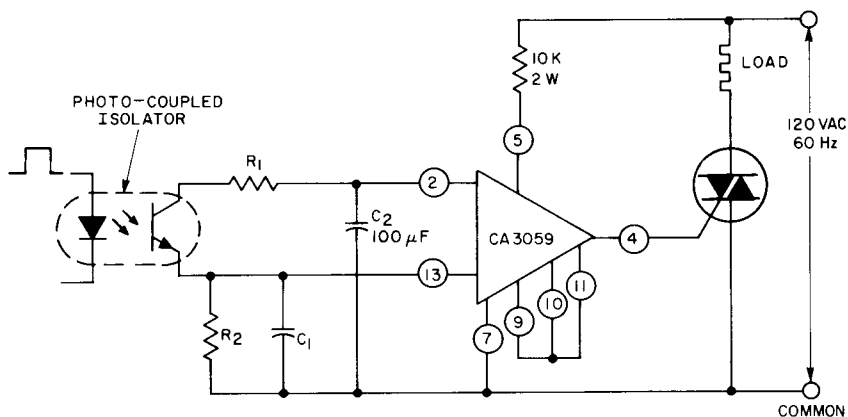 10K
2W
LOAD
PHOTO-COUPLED
ISOLATOR
120 VAC
60 Hz
5
R1
2
C2
100 μF
CA3059
4
13
11
10
9
7
R2
C1
COMMON